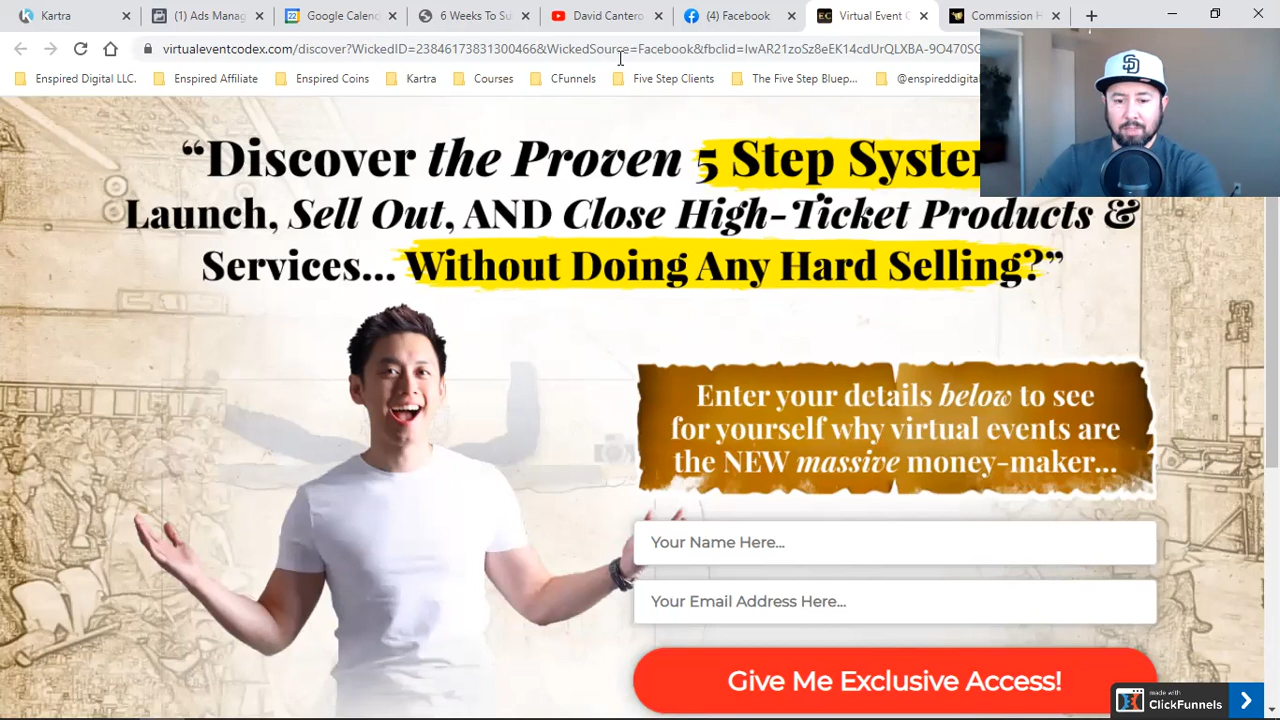 Kartra
(1) Ads Manag
Google Calend
6 Weeks To Su
David Cantero
(4) Facebook
Virtual Event C
Commission H
virtualeventcodex.com/discover?WickedID=23846173831300466&WickedSource=Facebook&fbclid=IwAR21zoSz8eEK14cdUrQLXBA-9O470SG
Enspired Digital LLC.
Enspired Affiliate
Enspired Coins
Kartra
Courses
CFunnels
Five Step Clients
The Five Step Bluep...
@enspireddigital
“Discover the Proven 5 Step System
Launch, Sell Out, AND Close High-Ticket Products &
Services... Without Doing Any Hard Selling?”
Enter your details below to see
for yourself why virtual events are
the NEW massive money-maker...
Your Name Here...
Your Email Address Here...
Give Me Exclusive Access!
made with
ClickFunnels